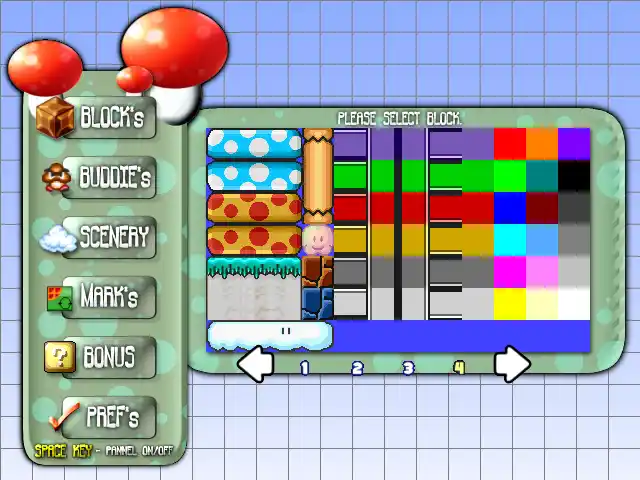 BLOCK's
BUDDIE's
SCENERY
MARK's
? BONUS
PREF's
SPACE KEY - PANNEL ON/OFF
PLEASE SELECT BLOCK.
1 2 3 4